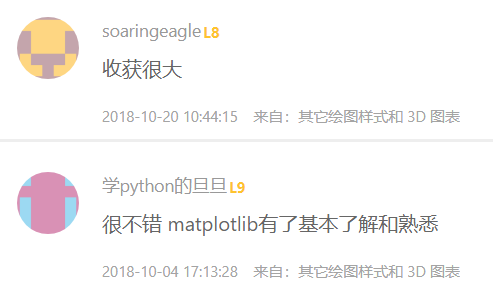 soaringeagle L8
收获很大
2018-10-20 10:44:15 来自：其它绘图样式和 3D 图表
学python的旦旦 L9
很不错 matplotlib有了基本了解和熟悉
2018-10-04 17:13:28 来自：其它绘图样式和 3D 图表